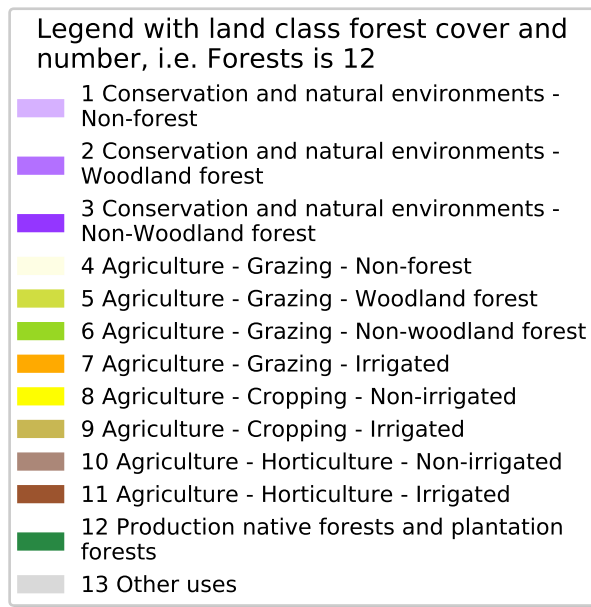 Legend with land class forest cover and
number, i.e. Forests is 12
1 Conservation and natural environments -
Non-forest
2 Conservation and natural environments -
Woodland forest
3 Conservation and natural environments -
Non-Woodland forest
4 Agriculture - Grazing - Non-forest
5 Agriculture - Grazing - Woodland forest
6 Agriculture - Grazing - Non-woodland forest
7 Agriculture - Grazing - Irrigated
8 Agriculture - Cropping - Non-irrigated
9 Agriculture - Cropping - Irrigated
10 Agriculture - Horticulture - Non-irrigated
11 Agriculture - Horticulture - Irrigated
12 Production native forests and plantation
forests
13 Other uses